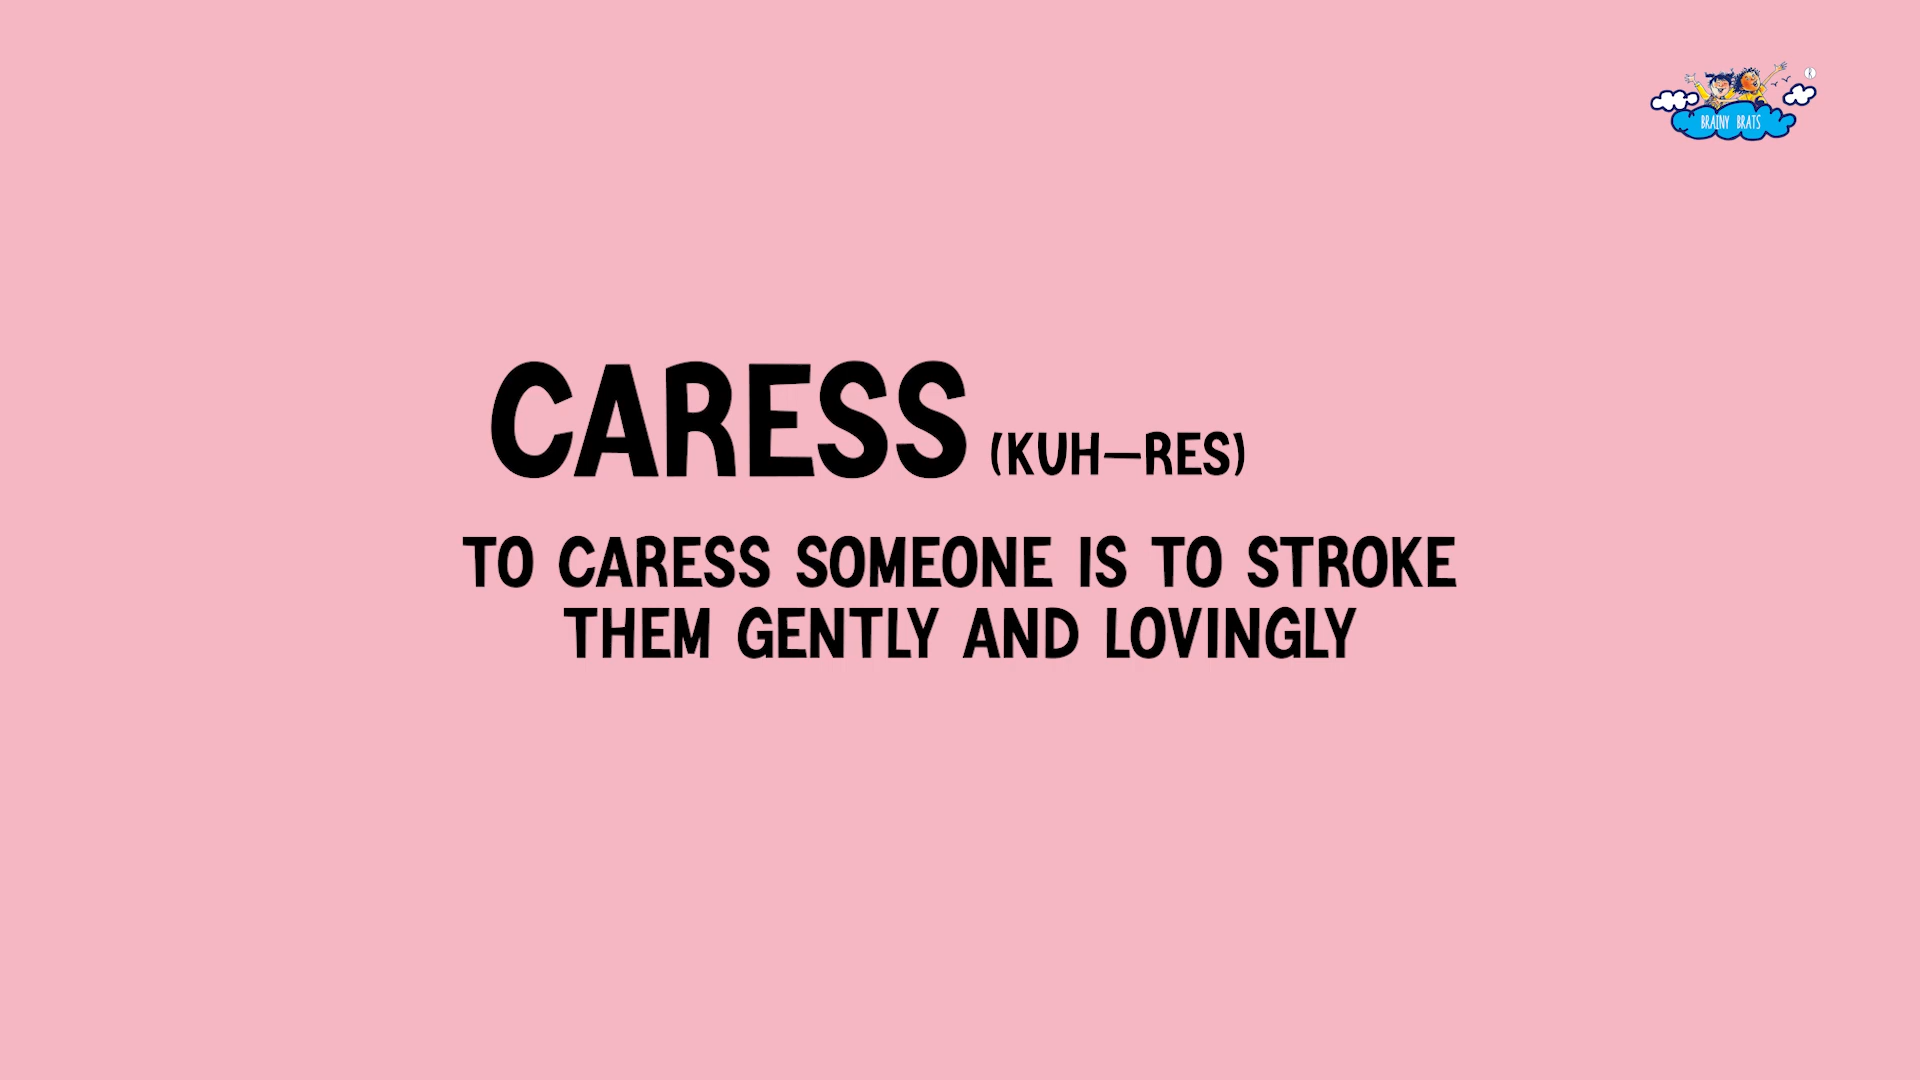 BRAINY BRATS
CARESS (KUH–RES)
TO CARESS SOMEONE IS TO STROKE
THEM GENTLY AND LOVINGLY